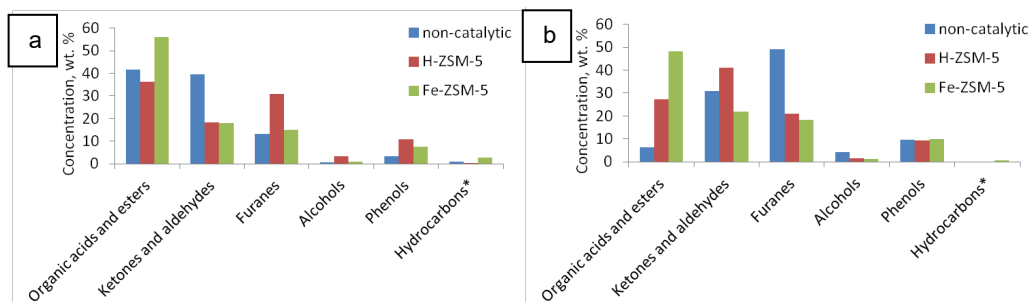 a
Concentration, wt. %
60
50
40
30
20
10
0
non-catalytic
H-ZSM-5
Fe-ZSM-5
Organic acids and esters
Ketones and aldehydes
Furanes
Alcohols
Phenols
Hydrocarbons*
b
Concentration, wt. %
60
50
40
30
20
10
0
non-catalytic
H-ZSM-5
Fe-ZSM-5
Organic acids and esters
Ketones and aldehydes
Furanes
Alcohols
Phenols
Hydrocarbons*